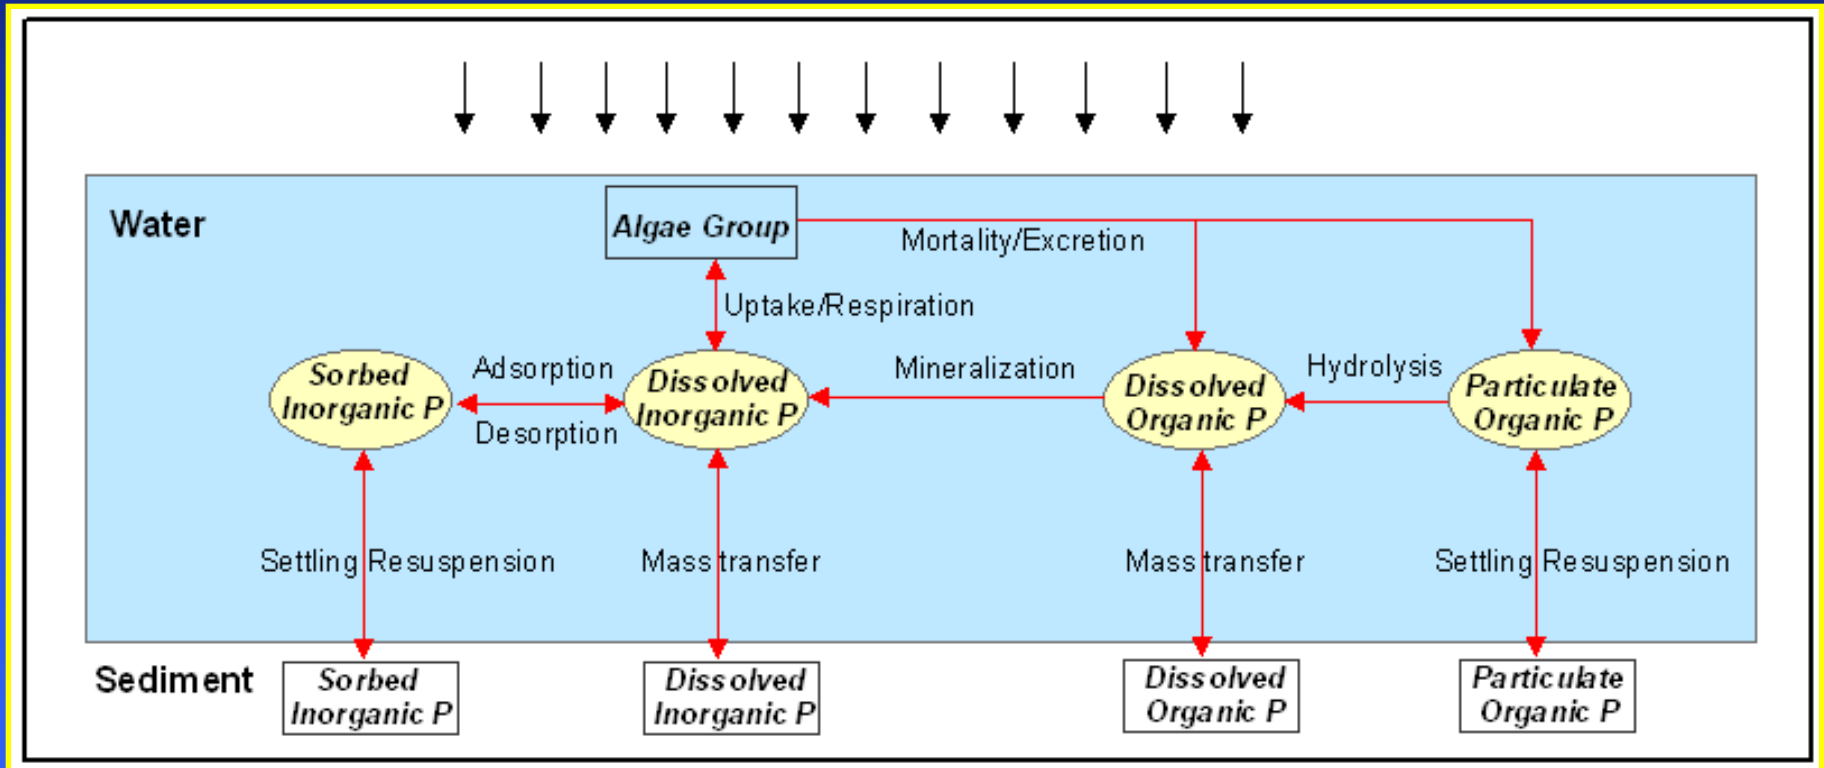 Water
Algae Group
Mortality/Excretion
Uptake/Respiration
Sorbed
Inorganic P
Adsorption
Desorption
Dissolved
Inorganic P
Mineralization
Dissolved
Organic P
Hydrolysis
Particulate
Organic P
Settling Resuspension
Mass transfer
Mass transfer
Settling Resuspension
Sediment
Sorbed
Inorganic P
Dissolved
Inorganic P
Dissolved
Organic P
Particulate
Organic P